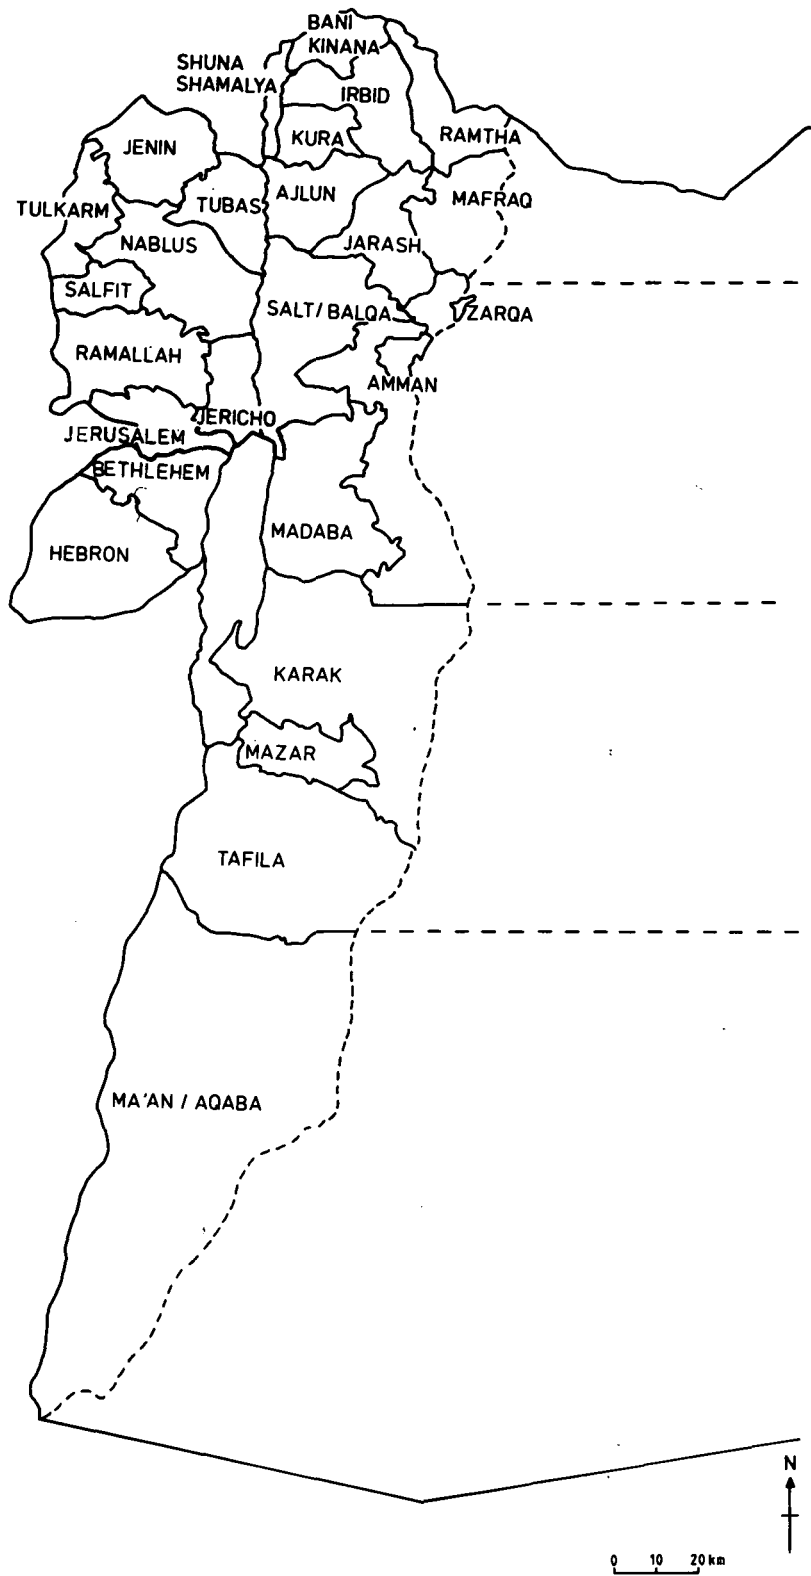 BANI
KINANA
SHUNA
SHAMALYA
IRBID
KURA
RAMTHA
JENIN
TULKARM
TUBAS
AJLUN
MAFRAQ
NABLUS
JARASH
SALFIT
SALT/BALQA
ZARQA
RAMALLAH
AMMAN
JERICHO
JERUSALEM
BETHLEHEM
MADABA
HEBRON
KARAK
MAZAR
TAFILA
MA'AN / AQABA
N
0 10 20 km